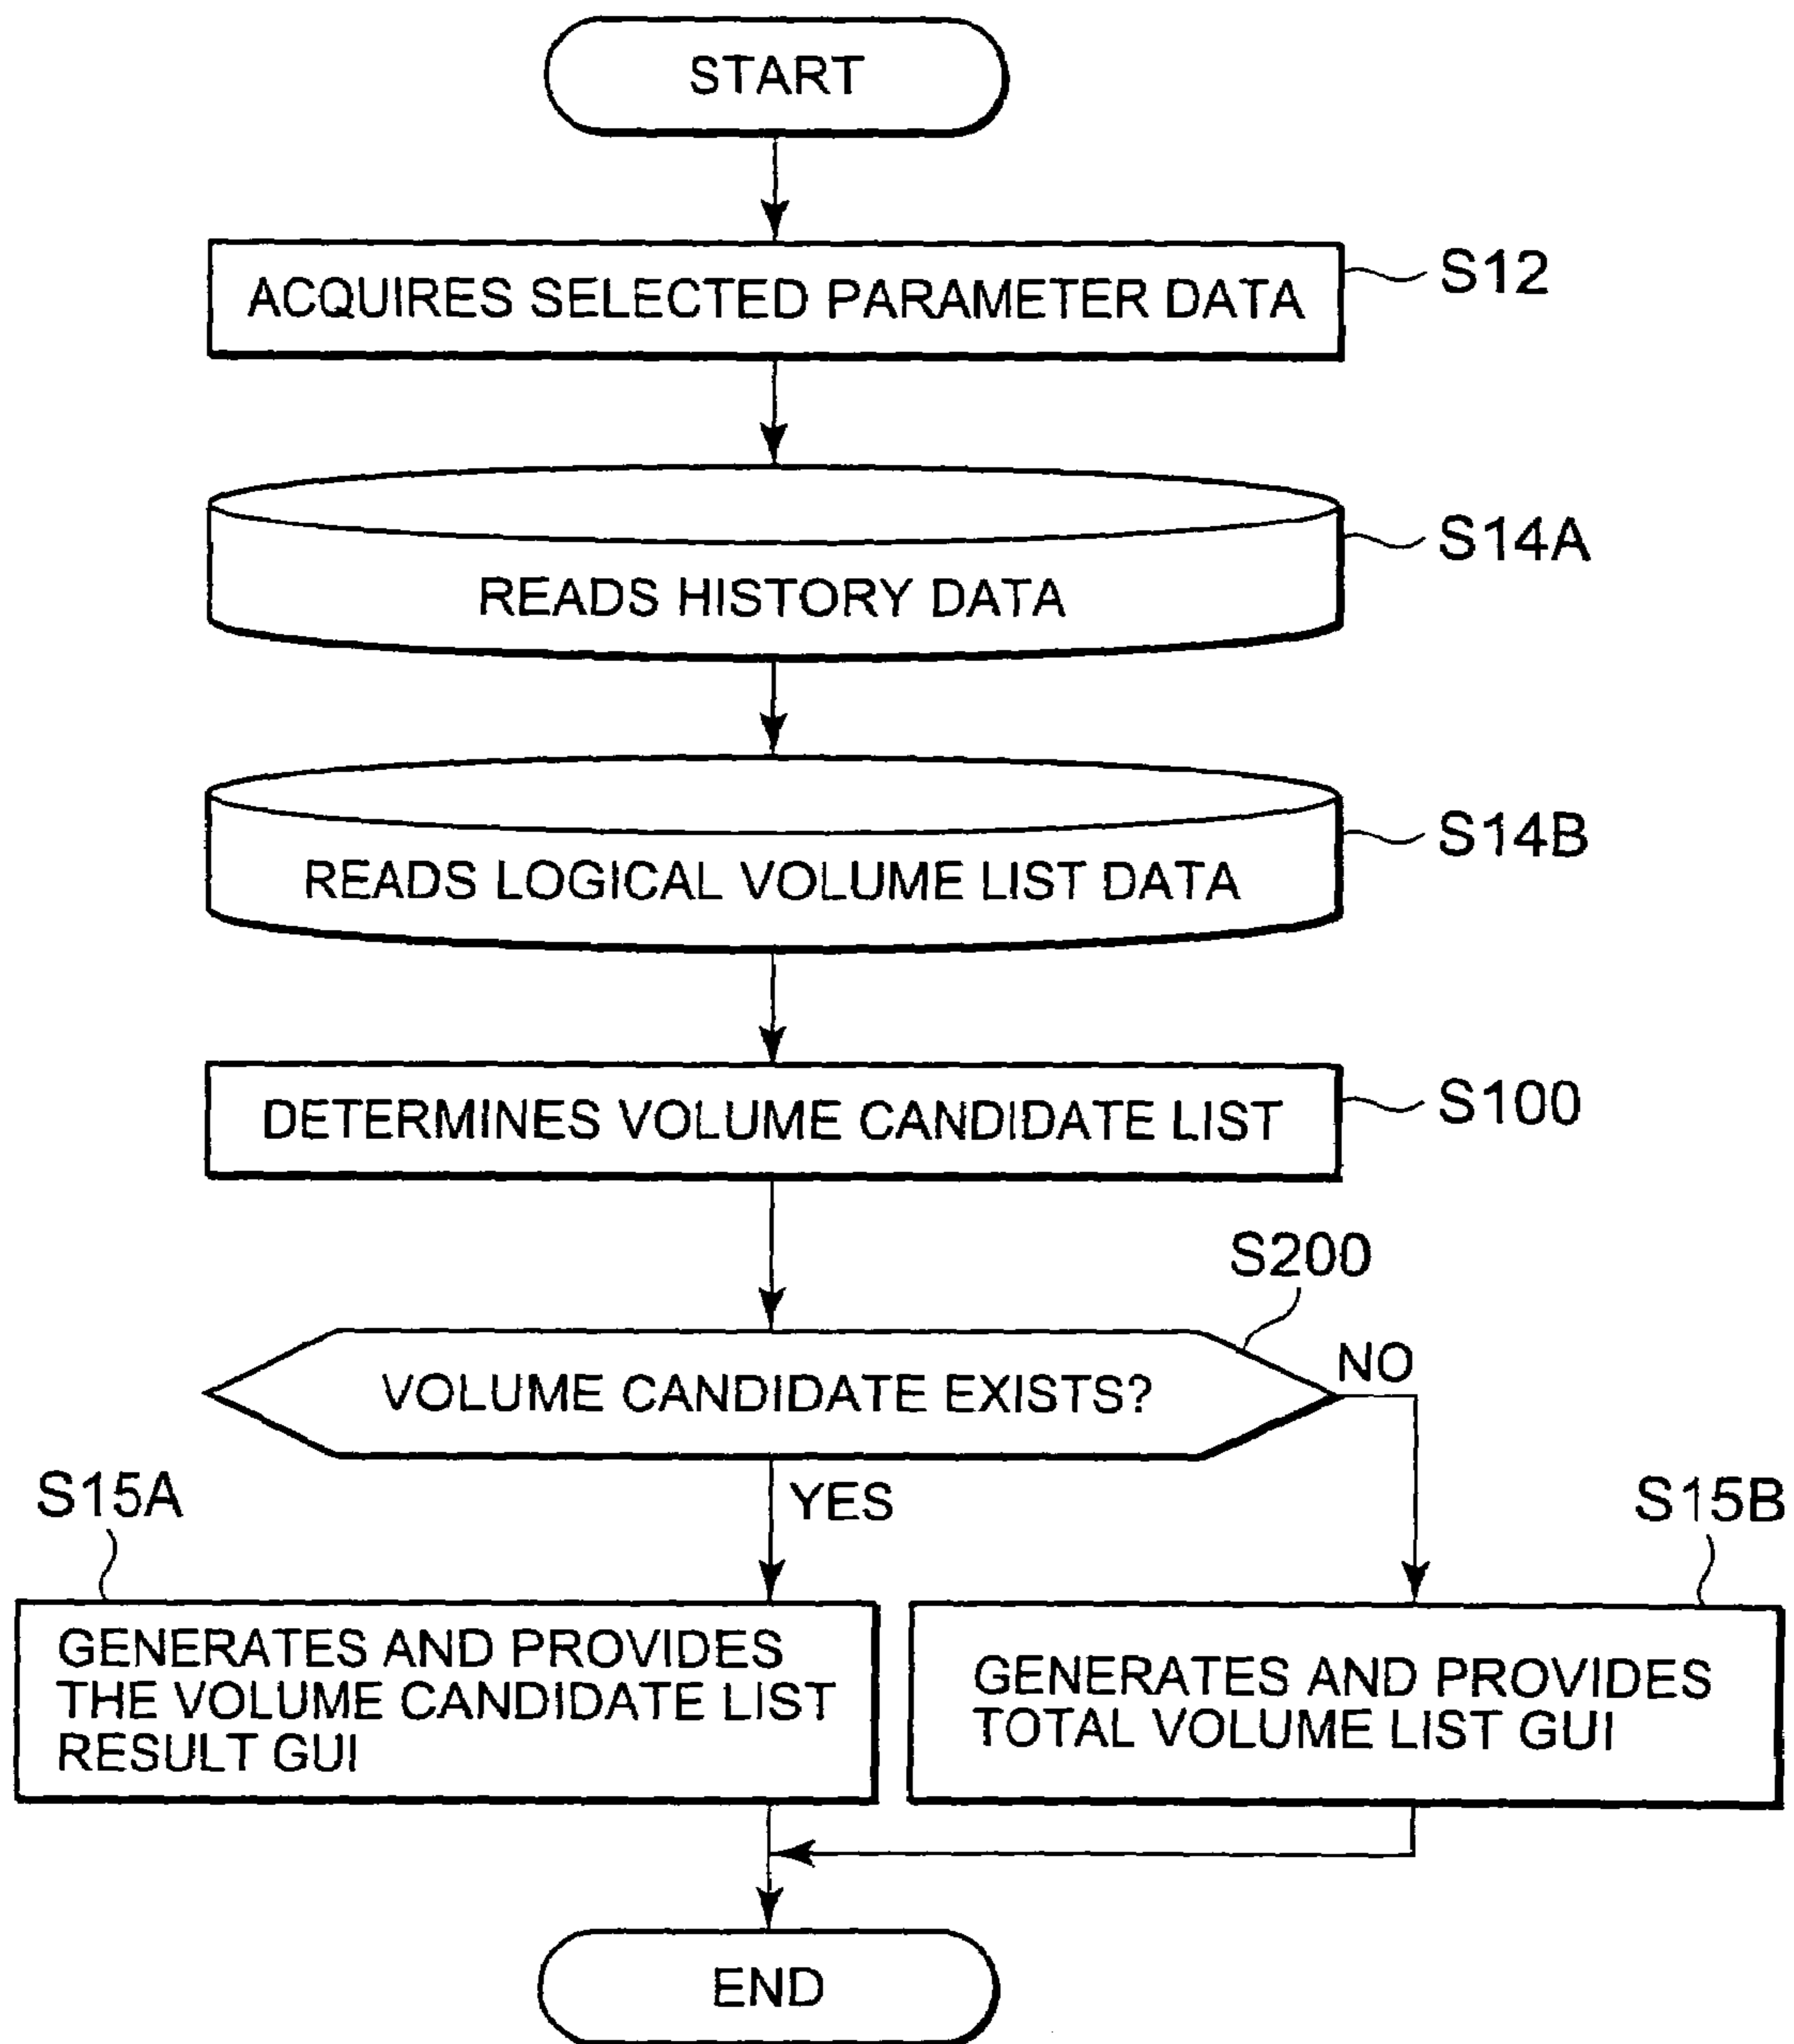 START
ACQUIRES SELECTED PARAMETER DATA
S12
READS HISTORY DATA
S14A
READS LOGICAL VOLUME LIST DATA
S14B
DETERMINES VOLUME CANDIDATE LIST
S100
S200
VOLUME CANDIDATE EXISTS?
NO
YES
S15A
GENERATES AND PROVIDES
THE VOLUME CANDIDATE LIST
RESULT GUI
S15B
GENERATES AND PROVIDES
TOTAL VOLUME LIST GUI
END